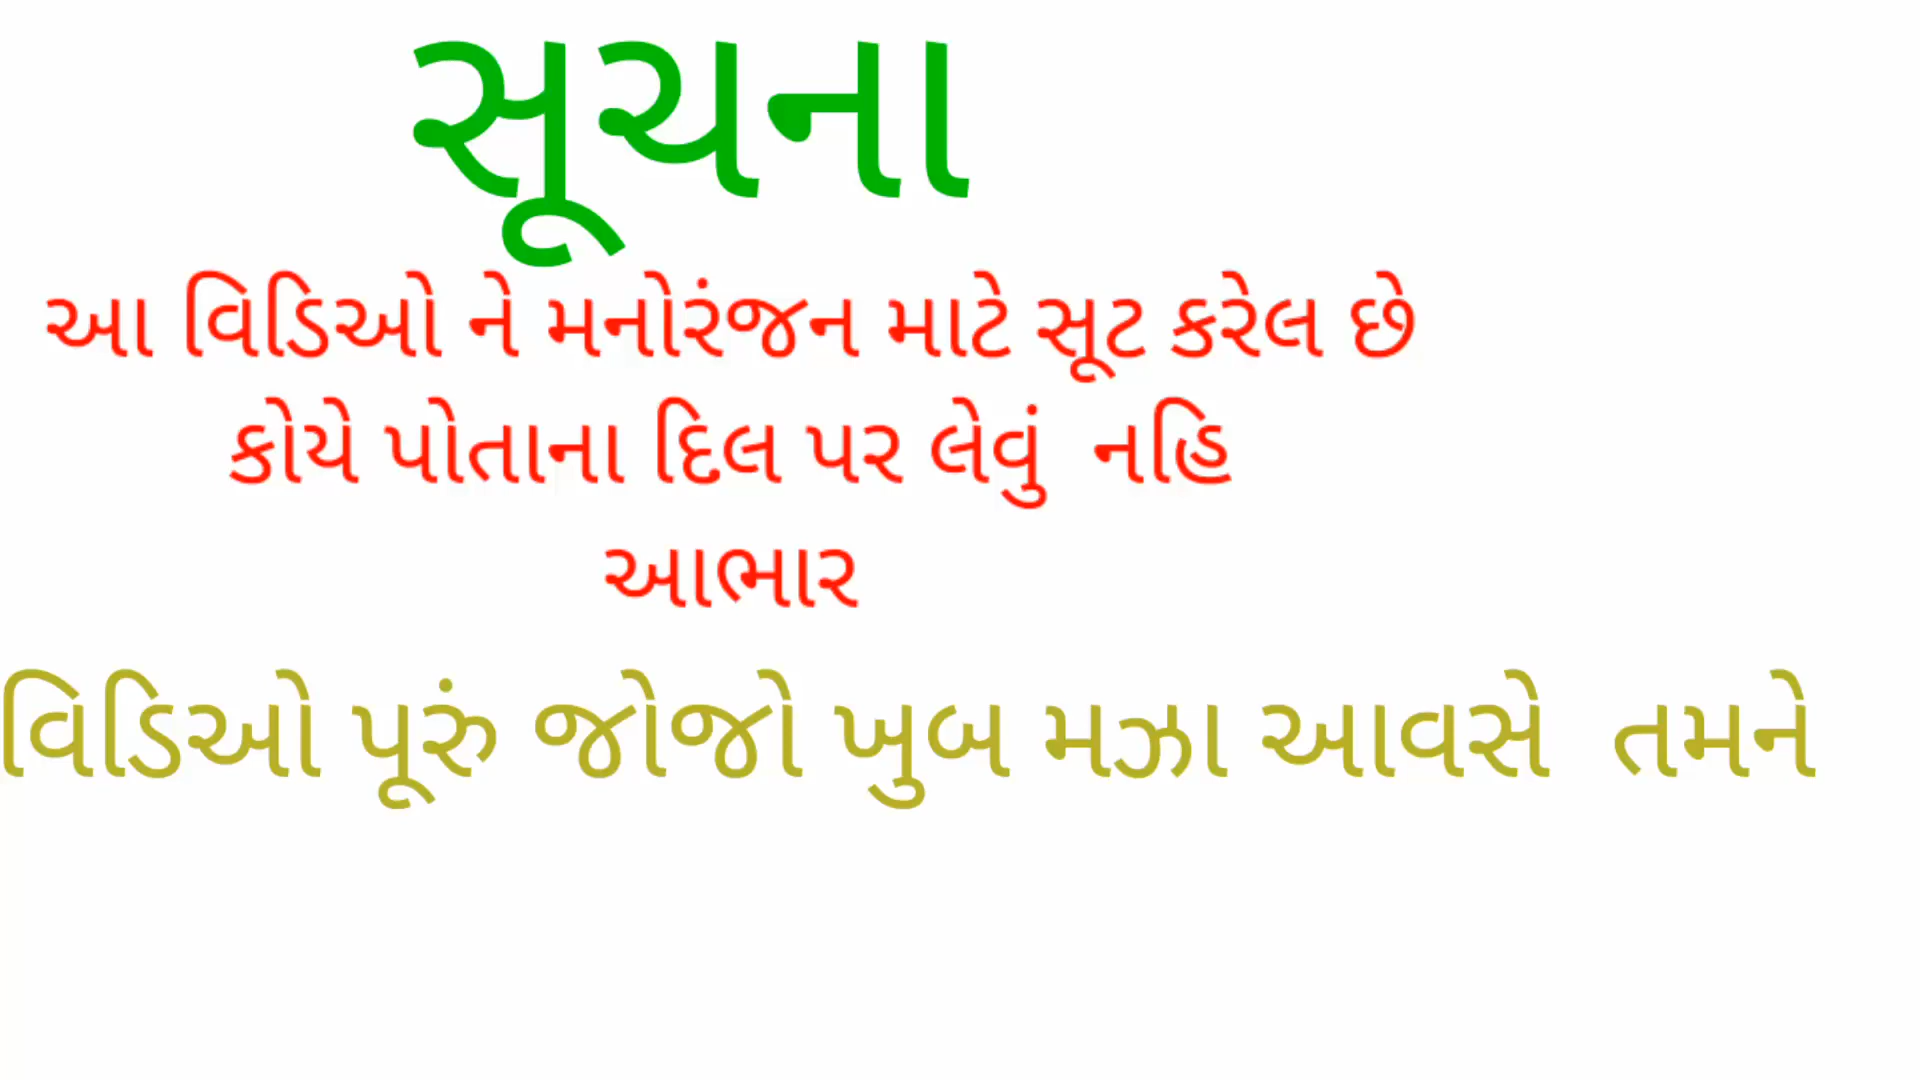 સૂચના
આ વિડિઓ ને મનોરંજન માટે સૂટ કરેલ છે
કોયે પોતાના દિલ પર લેવું નહિ
આભાર
વિડિઓ પૂરું જોજો ખુબ મઝા આવસે તમને